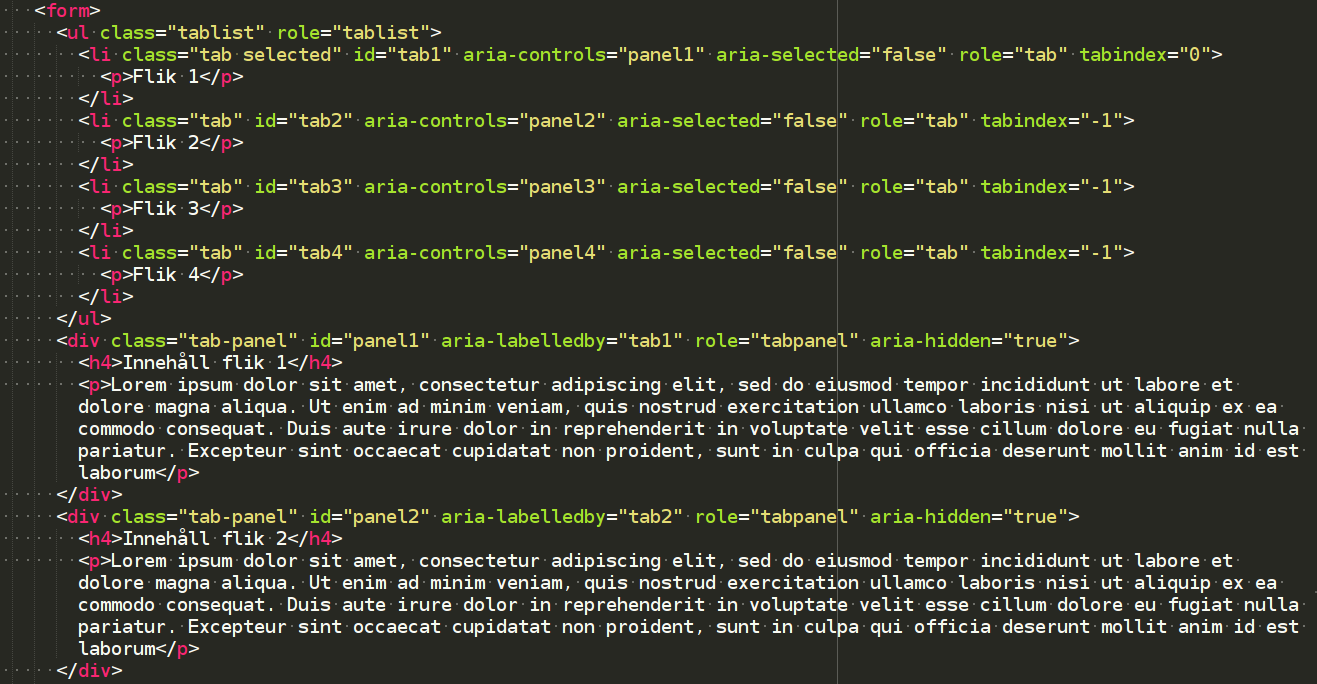 <form>
<ul class="tablist" role="tablist">
<li class="tab selected" id="tab1" aria-controls="panel1" aria-selected="false" role="tab" tabindex="0">
<p>Flik 1</p>
</li>
<li class="tab" id="tab2" aria-controls="panel2" aria-selected="false" role="tab" tabindex="-1">
<p>Flik 2</p>
</li>
<li class="tab" id="tab3" aria-controls="panel3" aria-selected="false" role="tab" tabindex="-1">
<p>Flik 3</p>
</li>
<li class="tab" id="tab4" aria-controls="panel4" aria-selected="false" role="tab" tabindex="-1">
<p>Flik 4</p>
</li>
</ul>
<div class="tab-panel" id="panel1" aria-labelledby="tab1" role="tabpanel" aria-hidden="true">
<h4>Innehåll flik 1</h4>
<p>Lorem ipsum dolor sit amet, consectetur adipiscing elit, sed do eiusmod tempor incididunt ut labore et
dolore magna aliqua. Ut enim ad minim veniam, quis nostrud exercitation ullamco laboris nisi ut aliquip ex ea
commodo consequat. Duis aute irure dolor in reprehenderit in voluptate velit esse cillum dolore eu fugiat nulla
pariatur. Excepteur sint occaecat cupidatat non proident, sunt in culpa qui officia deserunt mollit anim id est
laborum</p>
</div>
<div class="tab-panel" id="panel2" aria-labelledby="tab2" role="tabpanel" aria-hidden="true">
<h4>Innehåll flik 2</h4>
<p>Lorem ipsum dolor sit amet, consectetur adipiscing elit, sed do eiusmod tempor incididunt ut labore et
dolore magna aliqua. Ut enim ad minim veniam, quis nostrud exercitation ullamco laboris nisi ut aliquip ex ea
commodo consequat. Duis aute irure dolor in reprehenderit in voluptate velit esse cillum dolore eu fugiat nulla
pariatur. Excepteur sint occaecat cupidatat non proident, sunt in culpa qui officia deserunt mollit anim id est
laborum</p>
</div>